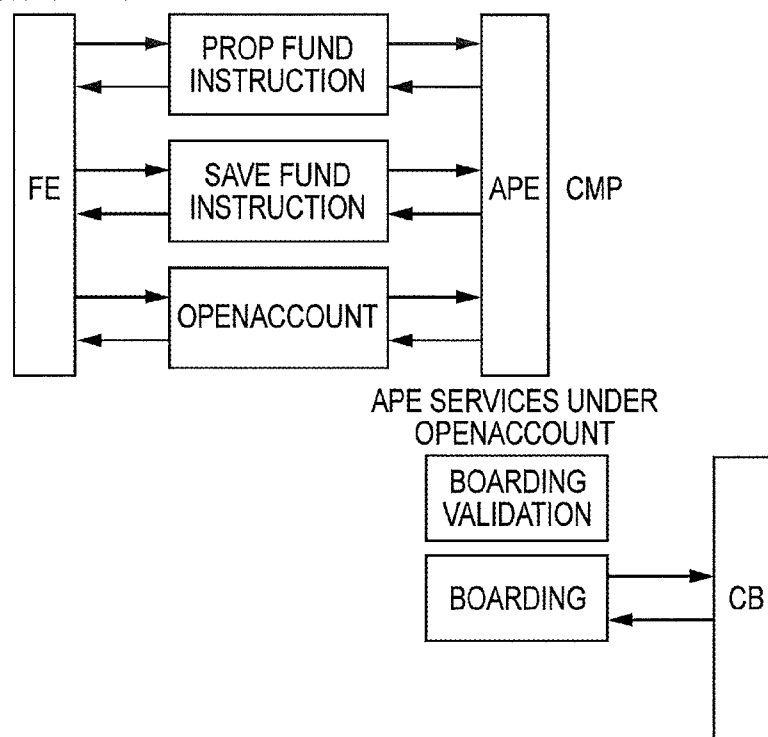 PROP FUND
INSTRUCTION
FE
SAVE FUND
INSTRUCTION
APE
CMP
OPENACCOUNT
APE SERVICES UNDER
OPENACCOUNT
BOARDING
VALIDATION
BOARDING
CB